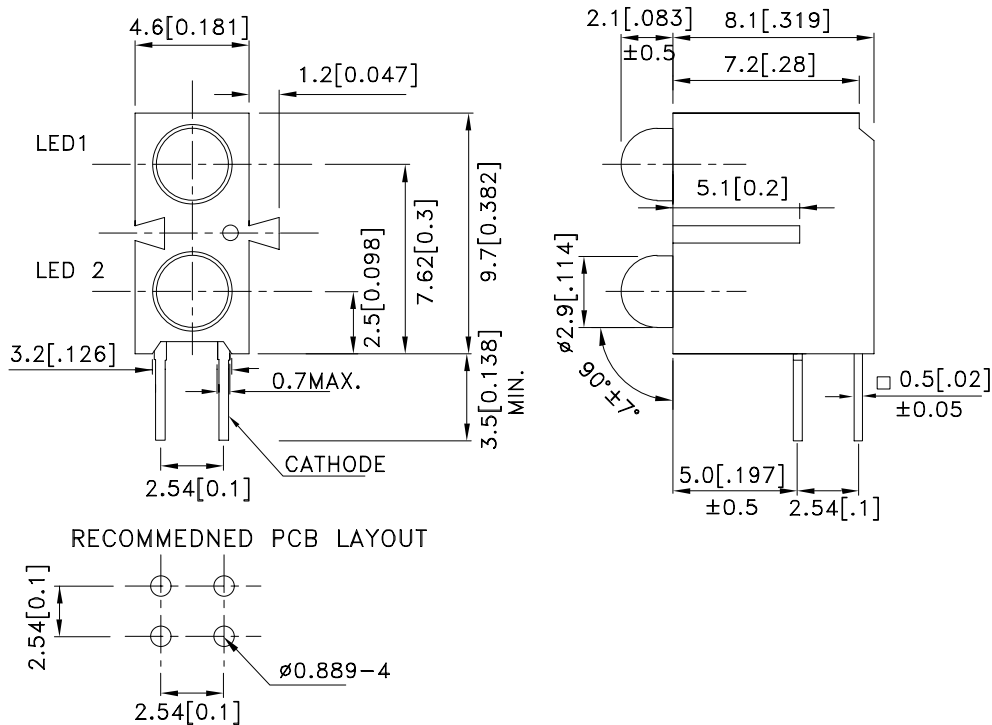 4.6[0.181]
1.2[0.047]
LED1
LED 2
2.5[0.098]
7.62[0.3]
9.7[0.382]
3.2[.126]
0.7MAX.
3.5[0.138]
MIN.
CATHODE
2.54[0.1]
2.1[.083]
±0.5
8.1[.319]
7.2[.28]
5.1[0.2]
ø2.9[.114]
90°±7°
□ 0.5[.02]
±0.05
5.0[.197]
±0.5
2.54[.1]
RECOMMEDNED PCB LAYOUT
2.54[0.1]
ø0.889-4
2.54[0.1]